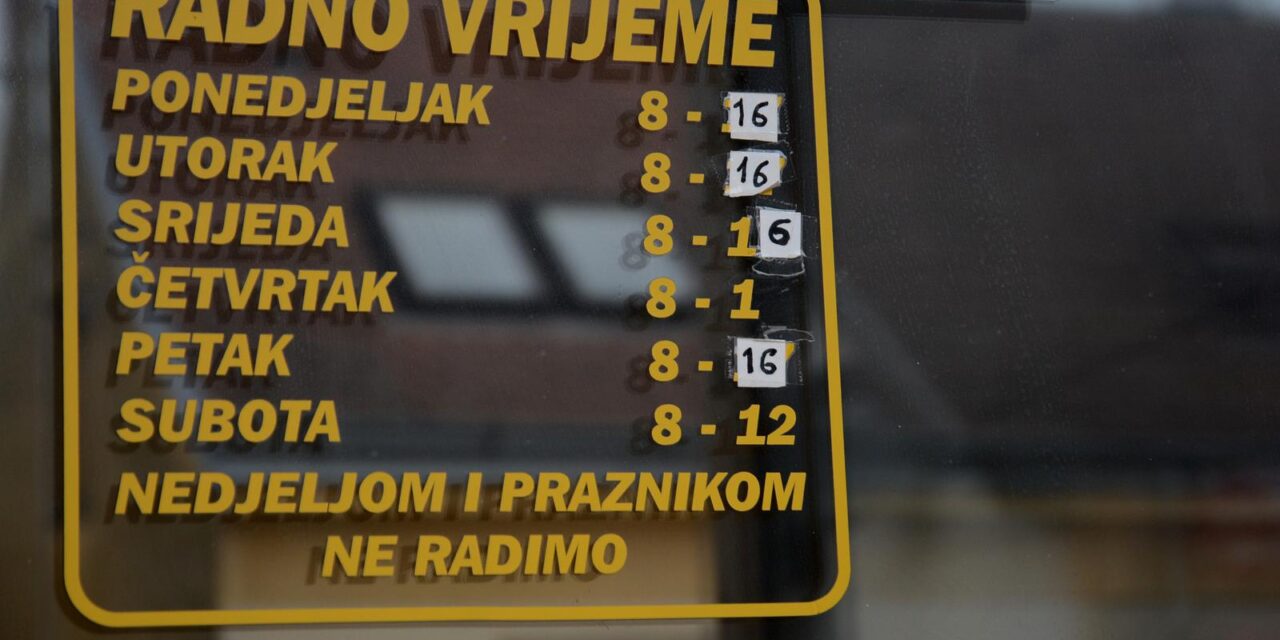 RADNO VRIJEME
PONEDJELJAK 8 - 16
UTORAK 8 - 16
SRIJEDA 8 - 16
ČETVRTAK 8 - 1
PETAK 8 - 16
SUBOTA 8 - 12
NEDJELJOM I PRAZNIKOM
NE RADIMO